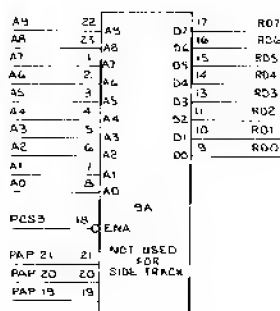 A9 22 A9 D7 17 RD7
A8 23 A8 D6 16 RD6
A7 1 A7 D5 15 RD5
A6 2 A6 D4 14 RD4
A5 3 A5 D3 13 RD3
A4 4 A4 D2 11 RD2
A3 5 A3 D1 10 RD1
A2 6 A2 D0 9 RD0
A1 7 A1
A0 8 A0
9A
PCS3 18 ENA
NOT USED
FOR
SIDE TRACK
PAP 21 21
PAP 20 20
PAP 19 19